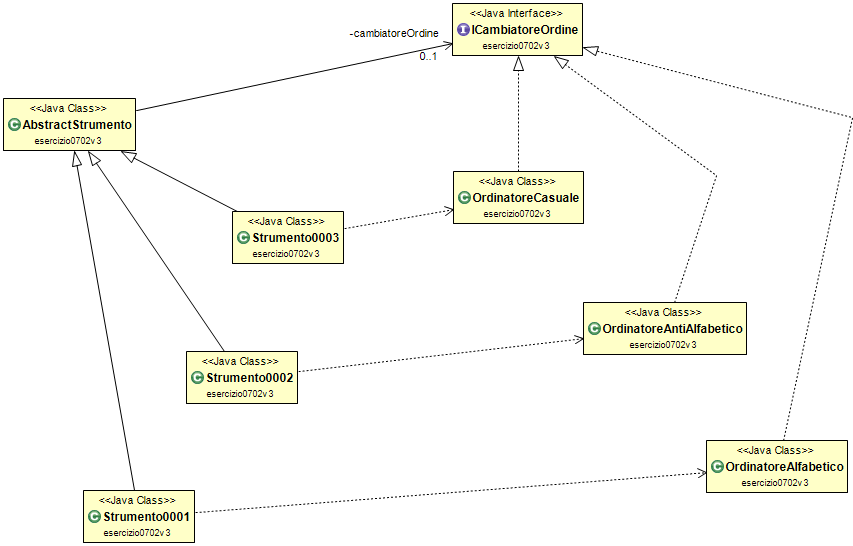 <<Java Interface>>
ICambiatoreOrdine
esercizio0702v3
-cambiatoreOrdine
0..1
<<Java Class>>
AbstractStrumento
esercizio0702v3
<<Java Class>>
OrdinatoreCasuale
esercizio0702v3
<<Java Class>>
Strumento0003
esercizio0702v3
<<Java Class>>
OrdinatoreAntiAlfabetico
esercizio0702v3
<<Java Class>>
Strumento0002
esercizio0702v3
<<Java Class>>
OrdinatoreAlfabetico
esercizio0702v3
<<Java Class>>
Strumento0001
esercizio0702v3